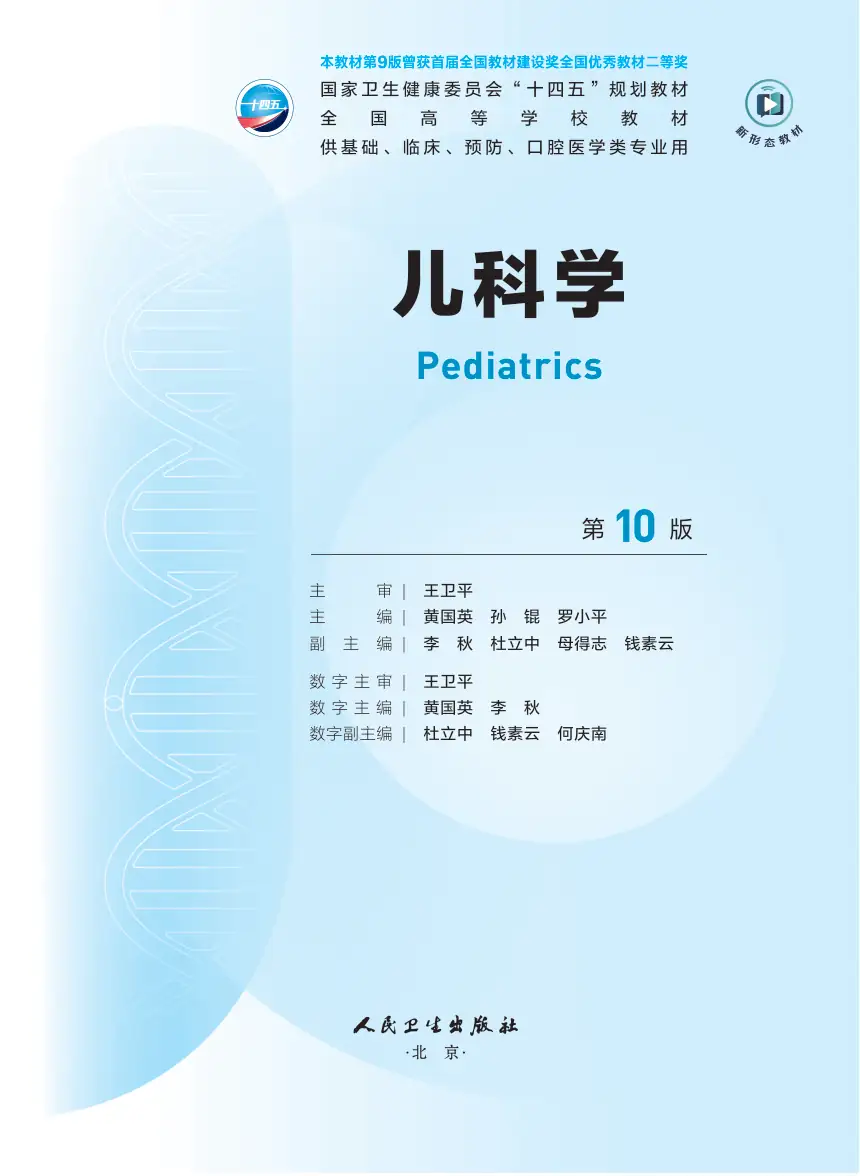 本教材第9版曾获首届全国教材建设奖全国优秀教材二等奖
国家卫生健康委员会“十四五”规划教材
全国高等学校教材
供基础、临床、预防、口腔医学类专业用
十四五
新形态教材
儿科学
Pediatrics
第10版
主审｜王卫平
主编｜黄国英 孙锟 罗小平
副主编｜李秋 杜立中 母得志 钱素云
数字主审｜王卫平
数字主编｜黄国英 李秋
数字副主编｜杜立中 钱素云 何庆南
人民卫生出版社
·北京·